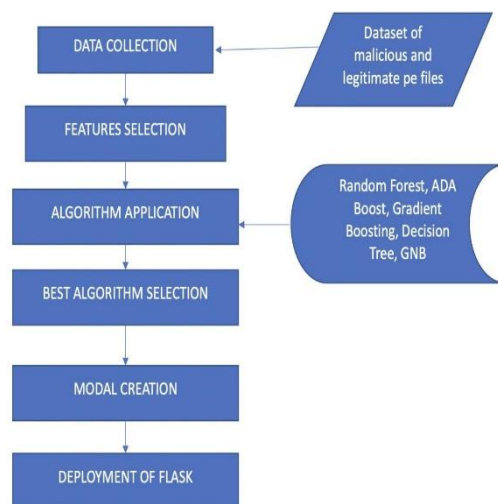 DATA COLLECTION
Dataset of
malicious and
legitimate pe files
FEATURES SELECTION
ALGORITHM APPLICATION
Random Forest, ADA
Boost, Gradient
Boosting, Decision
Tree, GNB
BEST ALGORITHM SELECTION
MODAL CREATION
DEPLOYMENT OF FLASK